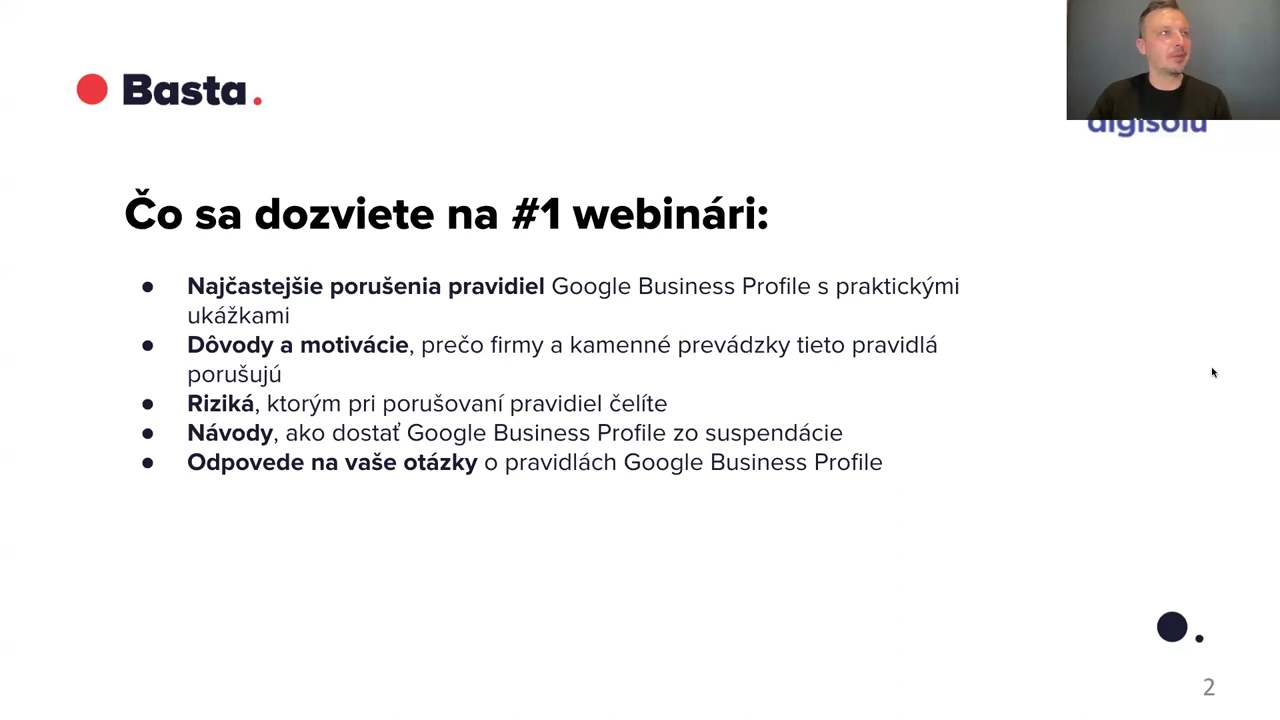 Basta.
digisolu
Čo sa dozviete na #1 webinári:
● Najčastejšie porušenia pravidiel Google Business Profile s praktickými
ukážkami
● Dôvody a motivácie, prečo firmy a kamenné prevádzky tieto pravidlá
porušujú
● Riziká, ktorým pri porušovaní pravidiel čelíte
● Návody, ako dostať Google Business Profile zo suspendácie
● Odpovede na vaše otázky o pravidlách Google Business Profile
2